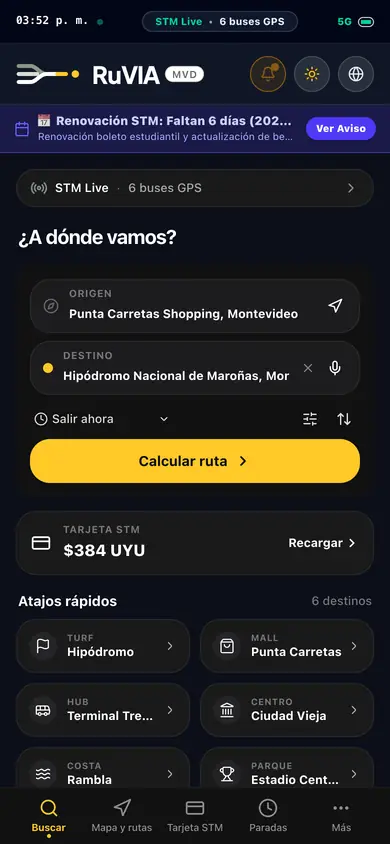 03:52 p. m.
STM Live • 6 buses GPS
5G
RuVIA MVD
Renovación STM: Faltan 6 días (202...
Renovación boleto estudiantil y actualización de be...
Ver Aviso
STM Live · 6 buses GPS
¿A dónde vamos?
ORIGEN
Punta Carretas Shopping, Montevideo
DESTINO
Hipódromo Nacional de Maroñas, Mor
Salir ahora
Calcular ruta
TARJETA STM
$384 UYU
Recargar
Atajos rápidos
6 destinos
TURF
Hipódromo
MALL
Punta Carretas
HUB
Terminal Tre...
CENTRO
Ciudad Vieja
COSTA
Rambla
PARQUE
Estadio Cent...
Buscar
Mapa y rutas
Tarjeta STM
Paradas
Más